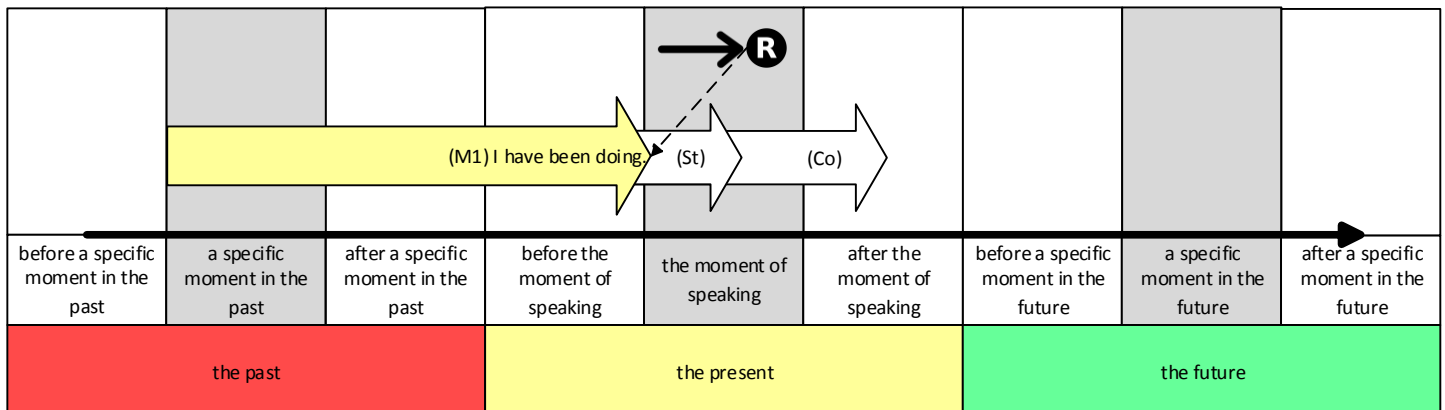 R
(M1) I have been doing.
(St)
(Co)
before a specific
moment in the
past
a specific
moment in the
past
after a specific
moment in the
past
before the
moment of
speaking
the moment of
speaking
after the
moment of
speaking
before a specific
moment in the
future
a specific
moment in the
future
after a specific
moment in the
future
the past
the present
the future